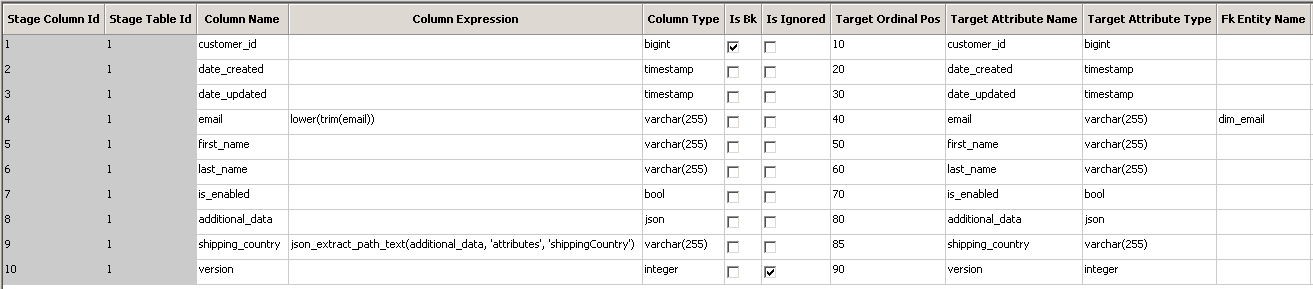 Stage Column Id Stage Table Id Column Name Column Expression Column Type Is Bk Is Ignored Target Ordinal Pos Target Attribute Name Target Attribute Type Fk Entity Name
1 1 customer_id bigint 10 customer_id bigint
2 1 date_created timestamp 20 date_created timestamp
3 1 date_updated timestamp 30 date_updated timestamp
4 1 email lower(trim(email)) varchar(255) 40 email varchar(255) dim_email
5 1 first_name varchar(255) 50 first_name varchar(255)
6 1 last_name varchar(255) 60 last_name varchar(255)
7 1 is_enabled bool 70 is_enabled bool
8 1 additional_data json 80 additional_data json
9 1 shipping_country json_extract_path_text(additional_data, 'attributes', 'shippingCountry') varchar(255) 85 shipping_country varchar(255)
10 1 version integer 90 version integer